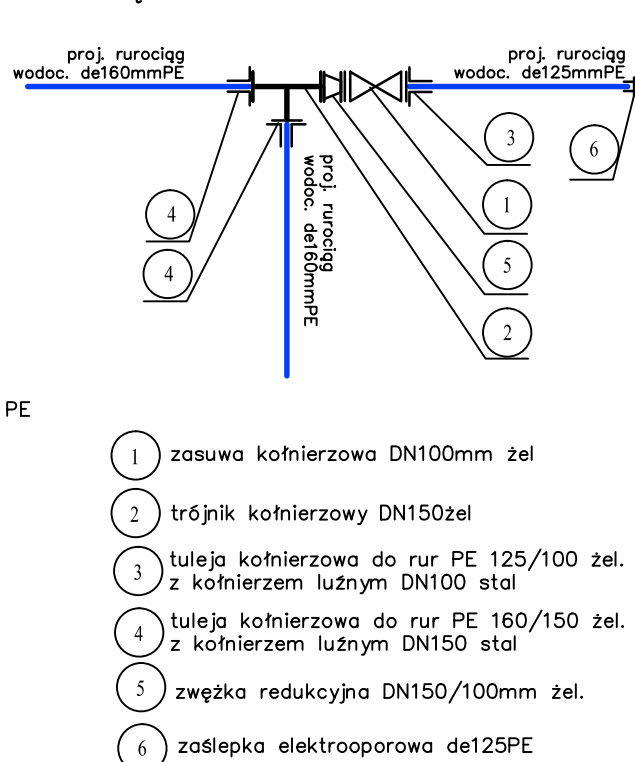 proj. rurociąg
wodoc. de160mmPE
proj. rurociąg
wodoc. de125mmPE
3
6
4
1
proj. rurociąg
wodoc. de160mmPE
5
4
2
PE
1 zasuwa kołnierzowa DN100mm żel
2 trójnik kołnierzowy DN150żel
3 tuleja kołnierzowa do rur PE 125/100 żel.
z kołnierzem luźnym DN100 stal
4 tuleja kołnierzowa do rur PE 160/150 żel.
z kołnierzem luźnym DN150 stal
5 zwężka redukcyjna DN150/100mm żel.
6 zaślepka elektrooporowa de125PE